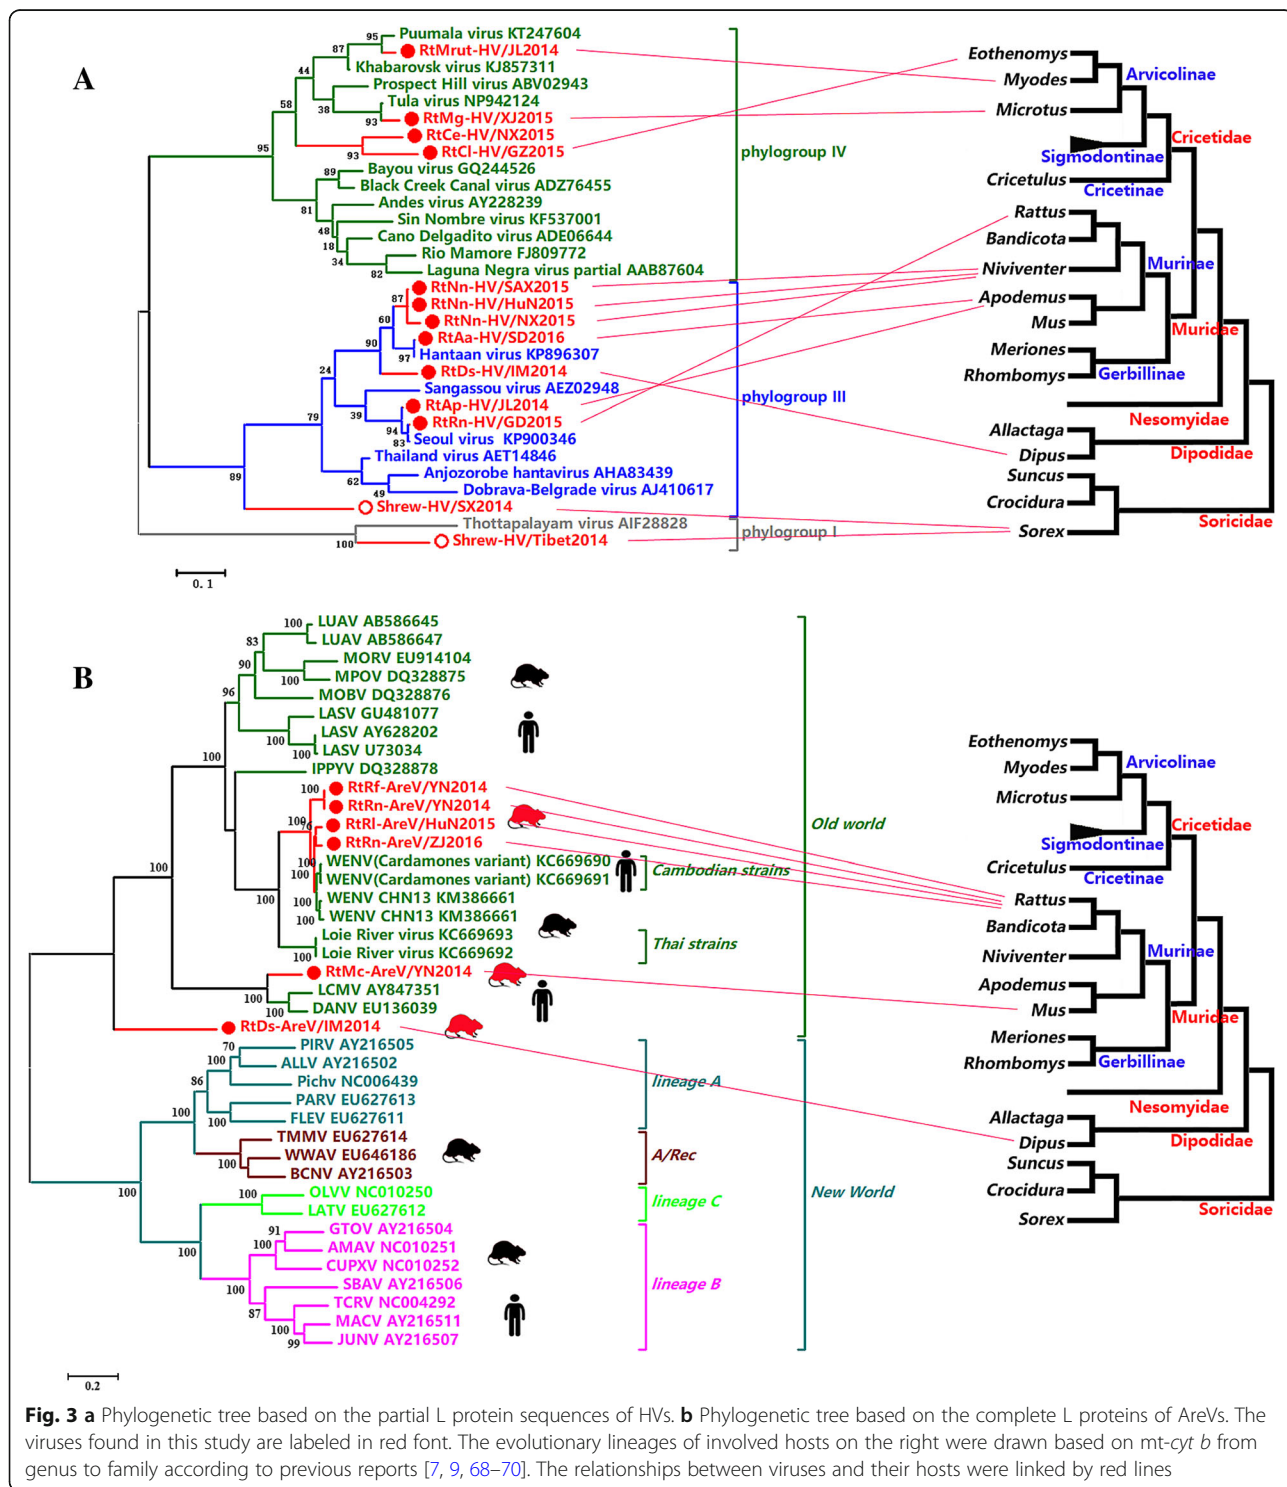 A
Puumala virus KT247604
RtMrut-HV/JL2014
Khabarovsk virus KJ857311
Prospect Hill virus ABV02943
Tula virus NP942124
RtMg-HV/XJ2015
RtCe-HV/NX2015
RtCl-HV/GZ2015
Bayou virus GQ244526
Black Creek Canal virus ADZ76455
Andes virus AY228239
Sin Nombre virus KF537001
Cano Delgadito virus ADE06644
Rio Mamore FJ809772
Laguna Negra virus partial AAB87604
RtNn-HV/SAX2015
RtNn-HV/HuN2015
RtNn-HV/NX2015
RtAa-HV/SD2016
Hantaan virus KP896307
RtDs-HV/IM2014
Sangassou virus AEZ02948
RtAp-HV/JL2014
RtRn-HV/GD2015
Seoul virus KP900346
Thailand virus AET14846
Anjozorobe hantavirus AHA83439
Dobrava-Belgrade virus AJ410617
Shrew-HV/SX2014
Thottapalayam virus AIF28828
Shrew-HV/Tibet2014
95
87
44
38
58
93
93
95
89
81
48
18
34
82
87
60
97
90
24
39
94
83
79
62
49
89
100
0.1
phylogroup IV
phylogroup III
phylogroup I
Eothenomys
Myodes
Microtus
Cricetulus
Rattus
Bandicota
Niviventer
Apodemus
Mus
Meriones
Rhombomys
Allactaga
Dipus
Suncus
Crocidura
Sorex
Arvicolinae
Cricetidae
Sigmodontinae
Cricetinae
Murinae
Muridae
Gerbillinae
Nesomyidae
Dipodidae
Soricidae
B
LUAV AB586645
LUAV AB586647
MORV EU914104
MPOV DQ328875
MOBV DQ328876
LASV GU481077
LASV AY628202
LASV U73034
IPPYV DQ328878
RtRf-AreV/YN2014
RtRn-AreV/YN2014
RtRl-AreV/HuN2015
RtRn-AreV/ZJ2016
WENV(Cardamones variant) KC669690
WENV(Cardamones variant) KC669691
WENV CHN13 KM386661
WENV CHN13 KM386661
Loie River virus KC669693
Loie River virus KC669692
RtMc-AreV/YN2014
LCMV AY847351
DANV EU136039
RtDs-AreV/IM2014
PIRV AY216505
ALLV AY216502
Pichv NC006439
PARV EU627613
FLEV EU627611
TMMV EU627614
WWAV EU646186
BCNV AY216503
OLVV NC010250
LATV EU627612
GTOV AY216504
AMAV NC010251
CUPXV NC010252
SBAV AY216506
TCRV NC004292
MACV AY216511
JUNV AY216507
100
83
90
100
96
100
100
100
100
76
100
100
100
100
100
100
100
100
70
100
86
100
100
100
100
100
100
91
100
100
87
100
99
0.2
Cambodian strains
Thai strains
Old world
lineage A
A/Rec
lineage C
lineage B
New World
Eothenomys
Myodes
Microtus
Cricetulus
Rattus
Bandicota
Niviventer
Apodemus
Mus
Meriones
Rhombomys
Allactaga
Dipus
Suncus
Crocidura
Sorex
Arvicolinae
Cricetidae
Sigmodontinae
Cricetinae
Murinae
Muridae
Gerbillinae
Nesomyidae
Dipodidae
Soricidae
Fig. 3 a Phylogenetic tree based on the partial L protein sequences of HVs. b Phylogenetic tree based on the complete L proteins of AreVs. The
viruses found in this study are labeled in red font. The evolutionary lineages of involved hosts on the right were drawn based on mt-cyt b from
genus to family according to previous reports [7, 9, 68–70]. The relationships between viruses and their hosts were linked by red lines